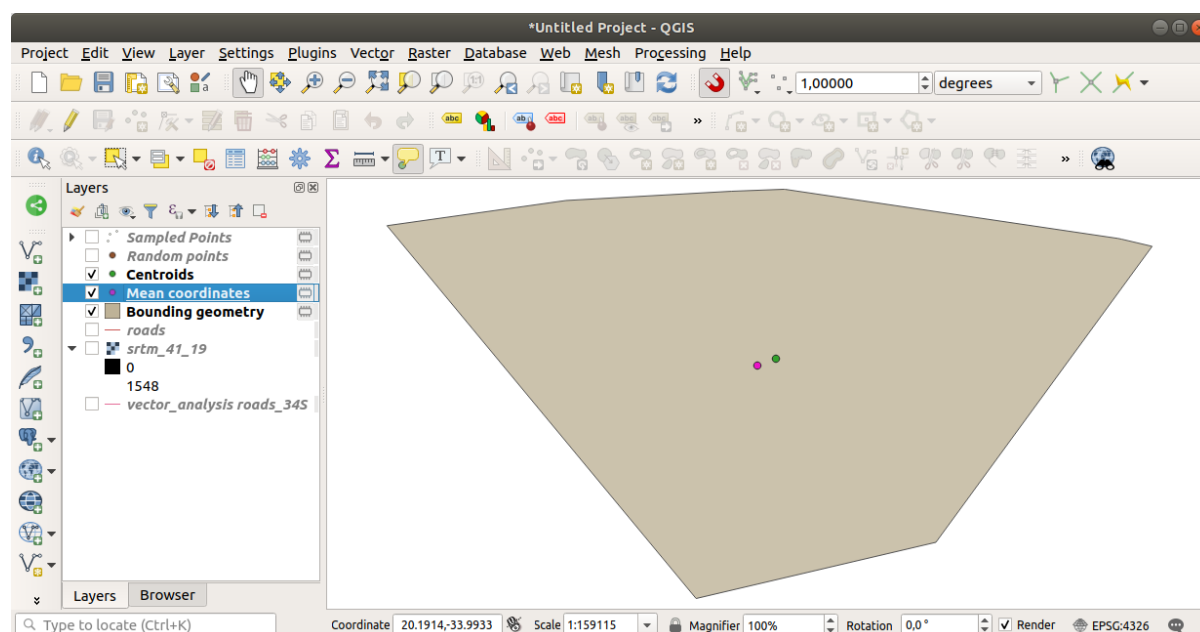 *Untitled Project - QGIS
Project Edit View Layer Settings Plugins Vector Raster Database Web Mesh Processing Help
1,00000 degrees
abc abc
Layers
Sampled Points
Random points
Centroids
Mean coordinates
Bounding geometry
roads
srtm_41_19
0
1548
vector_analysis roads_34S
Layers Browser
Type to locate (Ctrl+K) Coordinate 20.1914,-33.9933 Scale 1:159115 Magnifier 100% Rotation 0,0 ° Render EPSG:4326